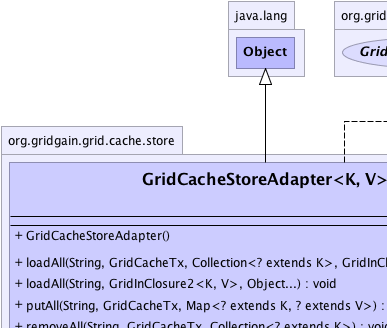 java.lang
org.grid
Object
Grid
org.gridgain.grid.cache.store
GridCacheStoreAdapter<K, V>
+ GridCacheStoreAdapter()
+ loadAll(String, GridCacheTx, Collection<? extends K>, GridInCl
+ loadAll(String, GridInClosure2<K, V>, Object...) : void
+ putAll(String, GridCacheTx, Map<? extends K, ? extends V>) :
+ removeAll(String, GridCacheTx, Collection<? extends K>) : void